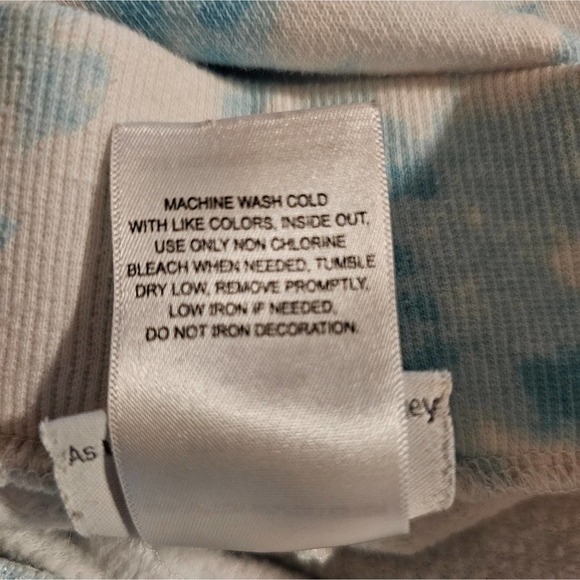 MACHINE WASH COLD
WITH LIKE COLORS, INSIDE OUT,
USE ONLY NON CHLORINE
BLEACH WHEN NEEDED, TUMBLE
DRY LOW, REMOVE PROMPTLY,
LOW IRON IF NEEDED,
DO NOT IRON DECORATION.
As
ey